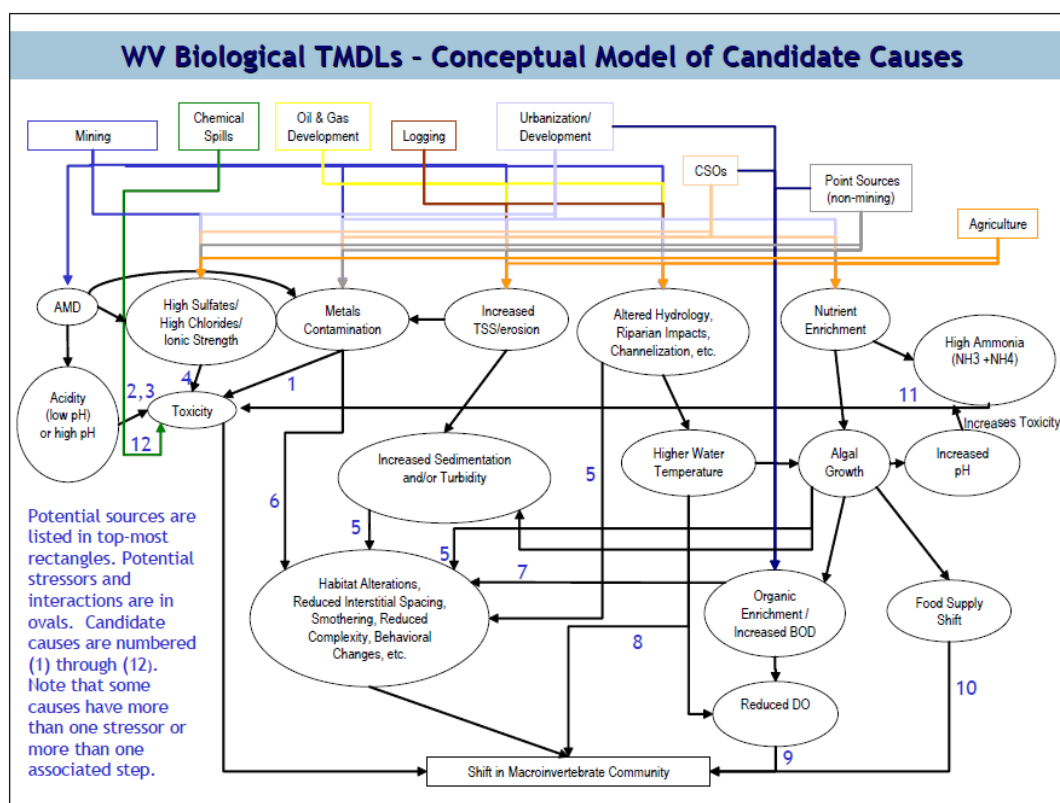 WV Biological TMDLs - Conceptual Model of Candidate Causes
Mining
Chemical
Spills
Oil & Gas
Development
Logging
Urbanization/
Development
CSOs
Point Sources
(non-mining)
Agriculture
AMD
High Sulfates/
High Chlorides/
Ionic Strength
Metals
Contamination
Increased
TSS/erosion
Altered Hydrology,
Riparian Impacts,
Channelization, etc.
Nutrient
Enrichment
High Ammonia
(NH3 +NH4)
Acidity
(low pH)
or high pH
2,3
4
1
11
Toxicity
12
Increases Toxicity
Increased Sedimentation
and/or Turbidity
Higher Water
Temperature
Algal
Growth
Increased
pH
6
5
5
5
7
8
Potential sources are
listed in top-most
rectangles. Potential
stressors and
interactions are in
ovals. Candidate
causes are numbered
(1) through (12).
Note that some
causes have more
than one stressor or
more than one
associated step.
Habitat Alterations,
Reduced Interstitial Spacing,
Smothering, Reduced
Complexity, Behavioral
Changes, etc.
Organic
Enrichment /
Increased BOD
Food Supply
Shift
10
Reduced DO
9
Shift in Macroinvertebrate Community